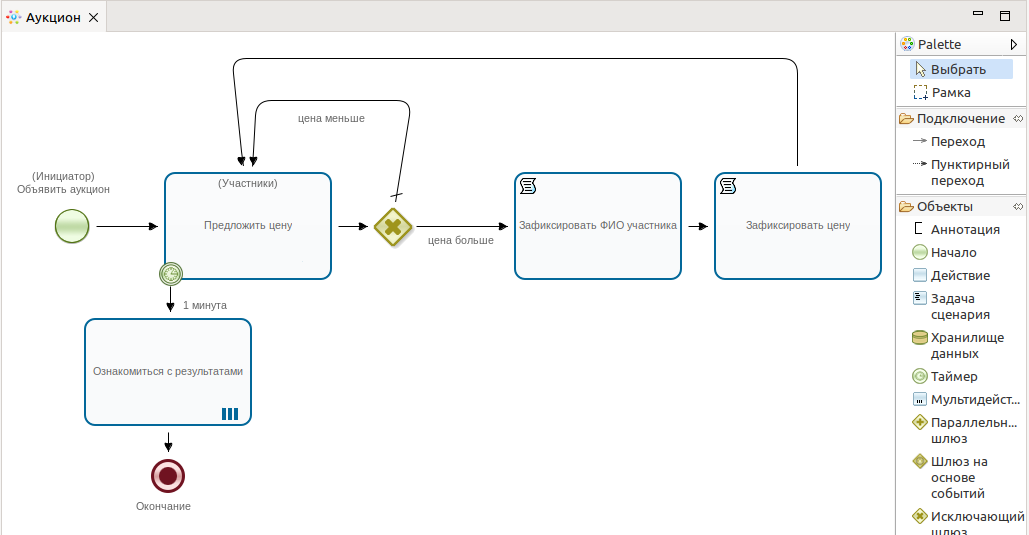 Аукцион
цена меньше
(Инициатор)
Объявить аукцион
(Участники)
Предложить цену
цена больше
Зафиксировать ФИО участника
Зафиксировать цену
1 минута
Ознакомиться с результатами
Окончание
Palette
Выбрать
Рамка
Подключение
Переход
Пунктирный
переход
Объекты
Аннотация
Начало
Действие
Задача
сценария
Хранилище
данных
Таймер
Мультидейст...
Параллельн...
шлюз
Шлюз на
основе
событий
Исключающий
шлюз